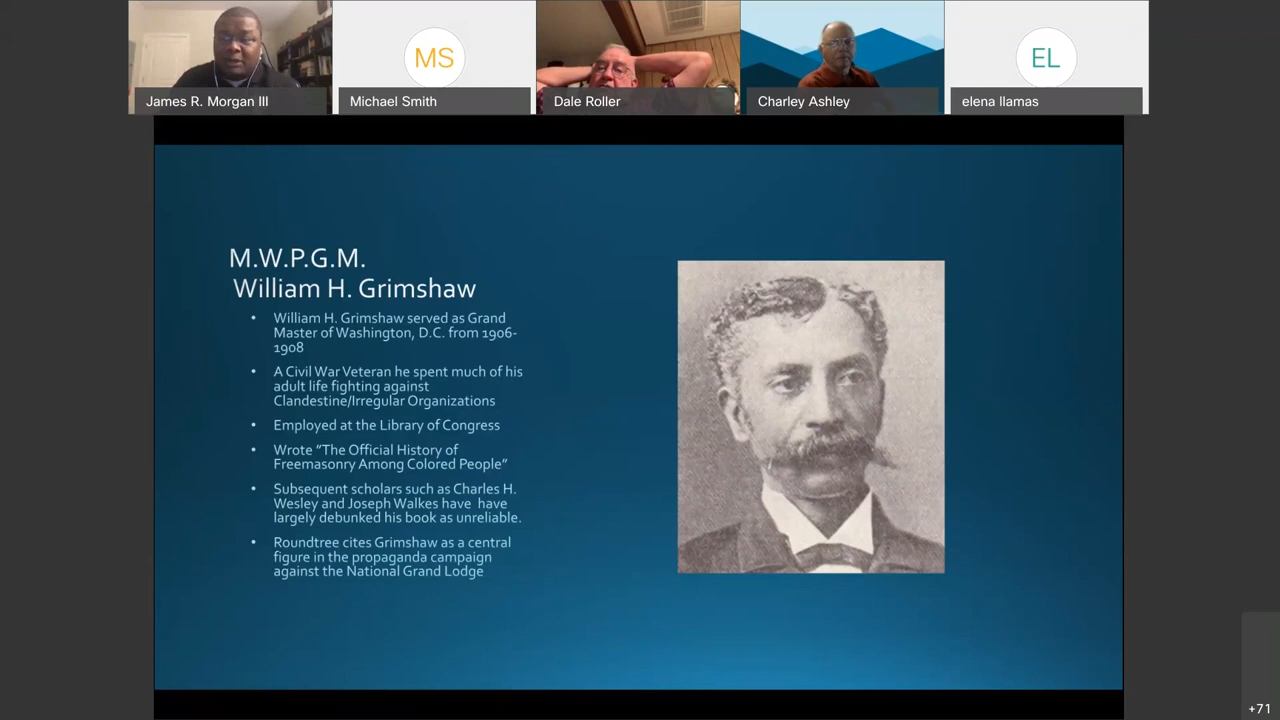 James R. Morgan III
MS
Michael Smith
Dale Roller
Charley Ashley
EL
elena llamas
M.W.P.G.M.
William H. Grimshaw
• William H. Grimshaw served as Grand
Master of Washington, D.C. from 1906-
1908
• A Civil War Veteran he spent much of his
adult life fighting against
Clandestine/Irregular Organizations
• Employed at the Library of Congress
• Wrote “The Official History of
Freemasonry Among Colored People”
• Subsequent scholars such as Charles H.
Wesley and Joseph Walkes have have
largely debunked his book as unreliable.
• Roundtree cites Grimshaw as a central
figure in the propaganda campaign
against the National Grand Lodge
+71